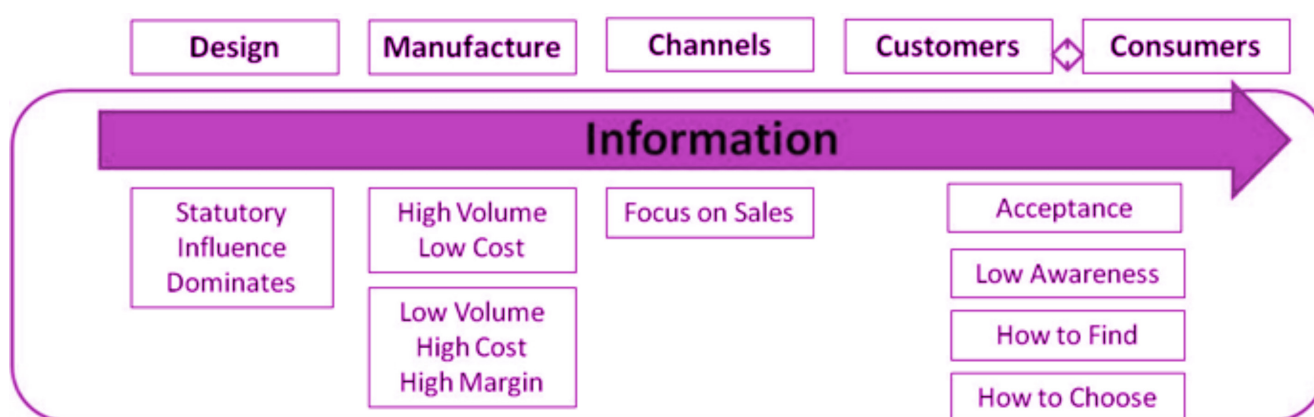 Design
Manufacture
Channels
Customers
Consumers
Information
Statutory
Influence
Dominates
High Volume
Low Cost
Low Volume
High Cost
High Margin
Focus on Sales
Acceptance
Low Awareness
How to Find
How to Choose